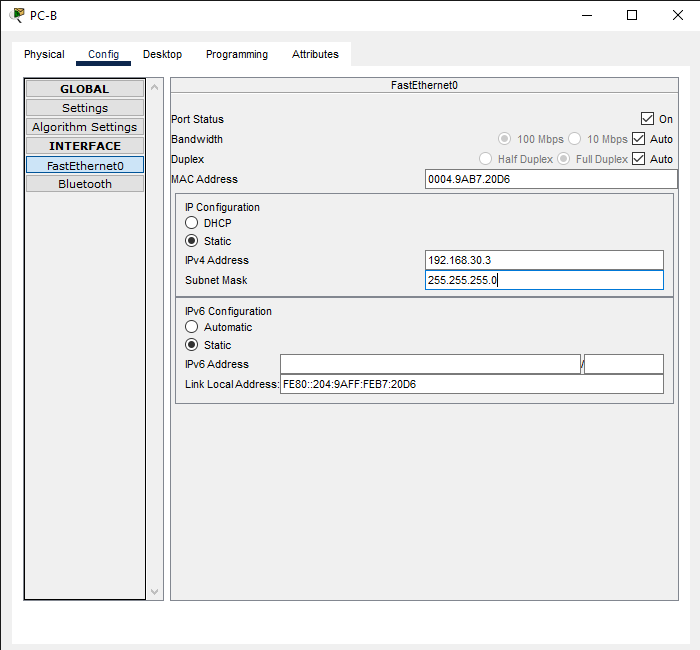 PC-B
Physical Config Desktop Programming Attributes
GLOBAL
Settings
Algorithm Settings
INTERFACE
FastEthernet0
Bluetooth
FastEthernet0
Port Status On
Bandwidth 100 Mbps 10 Mbps Auto
Duplex Half Duplex Full Duplex Auto
MAC Address 0004.9AB7.20D6
IP Configuration
DHCP
Static
IPv4 Address 192.168.30.3
Subnet Mask 255.255.255.0
IPv6 Configuration
Automatic
Static
IPv6 Address /
Link Local Address: FE80::204:9AFF:FEB7:20D6